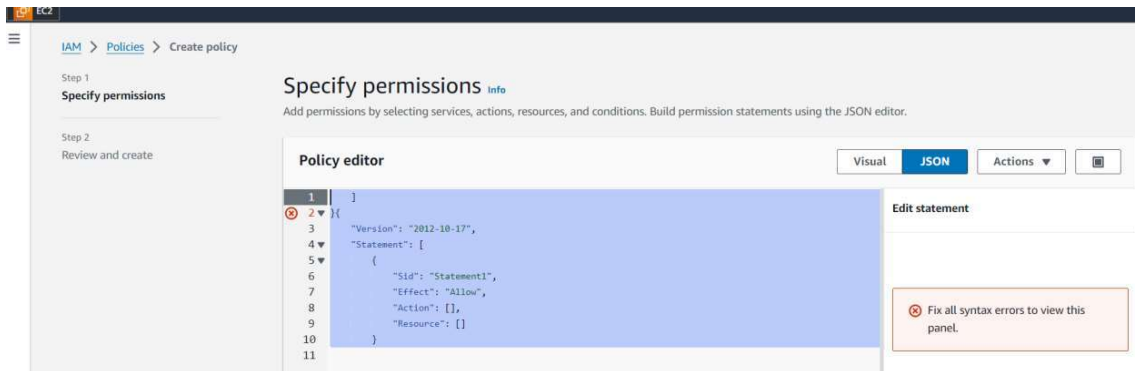 EC2
IAM > Policies > Create policy
Step 1
Specify permissions
Step 2
Review and create
Specify permissions Info
Add permissions by selecting services, actions, resources, and conditions. Build permission statements using the JSON editor.
Policy editor
Visual JSON Actions ▼
1 ]
2 ▼ }{
3 "Version": "2012-10-17",
4 ▼ "Statement": [
5 ▼ {
6 "Sid": "Statement1",
7 "Effect": "Allow",
8 "Action": [],
9 "Resource": []
10 }
11
Edit statement
Fix all syntax errors to view this
panel.